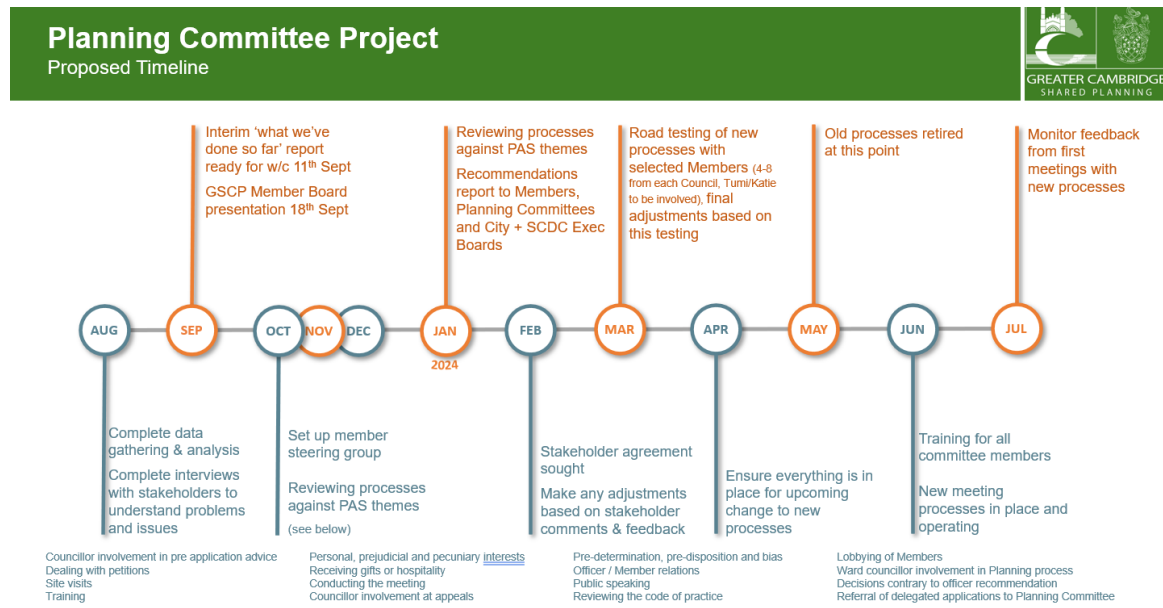 Planning Committee Project
Proposed Timeline
GREATER CAMBRIDGE
SHARED PLANNING
Interim ‘what we’ve
done so far’ report
ready for w/c 11th Sept
GSCP Member Board
presentation 18th Sept
Reviewing processes
against PAS themes
Recommendations
report to Members,
Planning Committees
and City + SCDC Exec
Boards
Road testing of new
processes with
selected Members (4-8
from each Council, Tumi/Katie
to be involved), final
adjustments based on
this testing
Old processes retired
at this point
Monitor feedback
from first
meetings with
new processes
AUG
SEP
OCT
NOV
DEC
JAN
FEB
MAR
APR
MAY
JUN
JUL
2024
Complete data
gathering & analysis
Complete interviews
with stakeholders to
understand problems
and issues
Set up member
steering group
Reviewing processes
against PAS themes
(see below)
Stakeholder agreement
sought
Make any adjustments
based on stakeholder
comments & feedback
Ensure everything is in
place for upcoming
change to new
processes
Training for all
committee members
New meeting
processes in place and
operating
Councillor involvement in pre application advice
Dealing with petitions
Site visits
Training
Personal, prejudicial and pecuniary interests
Receiving gifts or hospitality
Conducting the meeting
Councillor involvement at appeals
Pre-determination, pre-disposition and bias
Officer / Member relations
Public speaking
Reviewing the code of practice
Lobbying of Members
Ward councillor involvement in Planning process
Decisions contrary to officer recommendation
Referral of delegated applications to Planning Committee